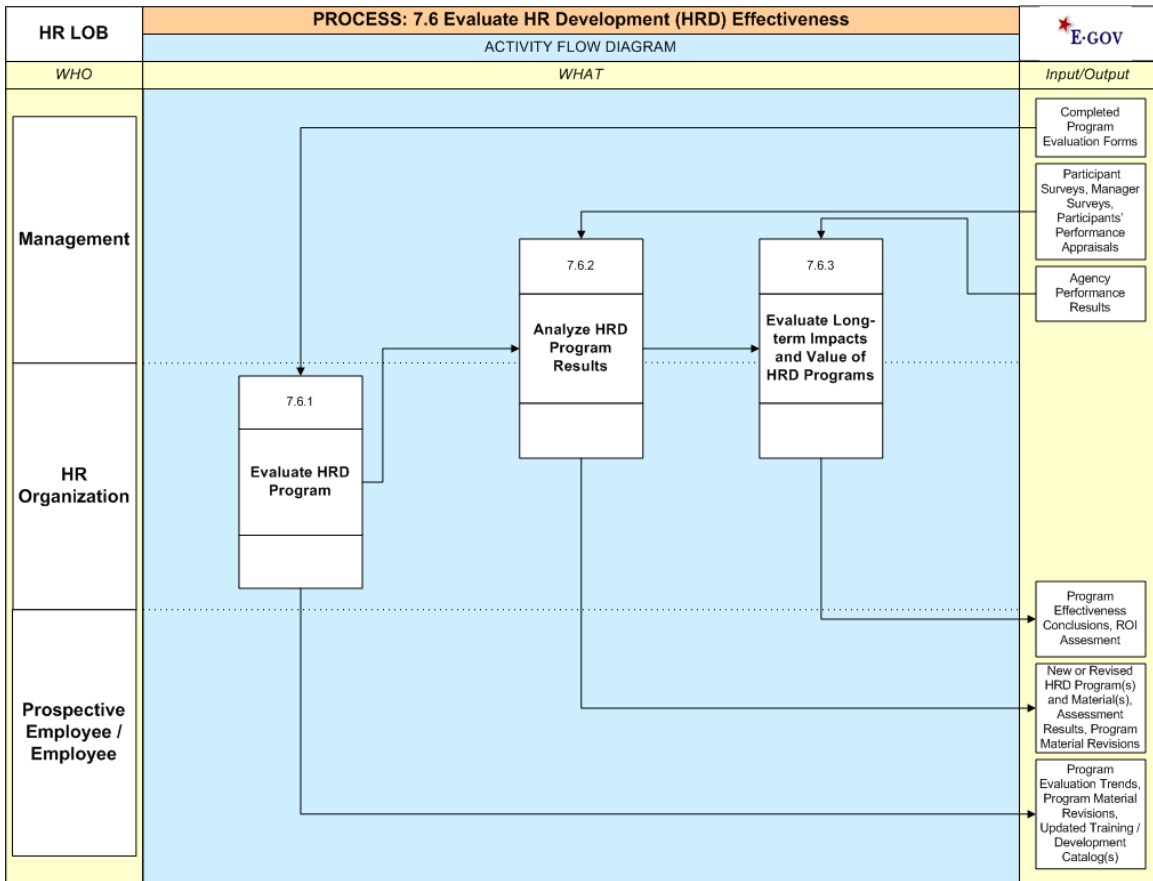 HR LOB
PROCESS: 7.6 Evaluate HR Development (HRD) Effectiveness
ACTIVITY FLOW DIAGRAM
E·GOV
WHO
WHAT
Input/Output
Management
HR
Organization
Prospective
Employee /
Employee
7.6.1
Evaluate HRD
Program
7.6.2
Analyze HRD
Program
Results
7.6.3
Evaluate Long-
term Impacts
and Value of
HRD Programs
Completed
Program
Evaluation Forms
Participant
Surveys, Manager
Surveys,
Participants'
Performance
Appraisals
Agency
Performance
Results
Program
Effectiveness
Conclusions, ROI
Assesment
New or Revised
HRD Program(s)
and Material(s),
Assessment
Results, Program
Material Revisions
Program
Evaluation Trends,
Program Material
Revisions,
Updated Training /
Development
Catalog(s)